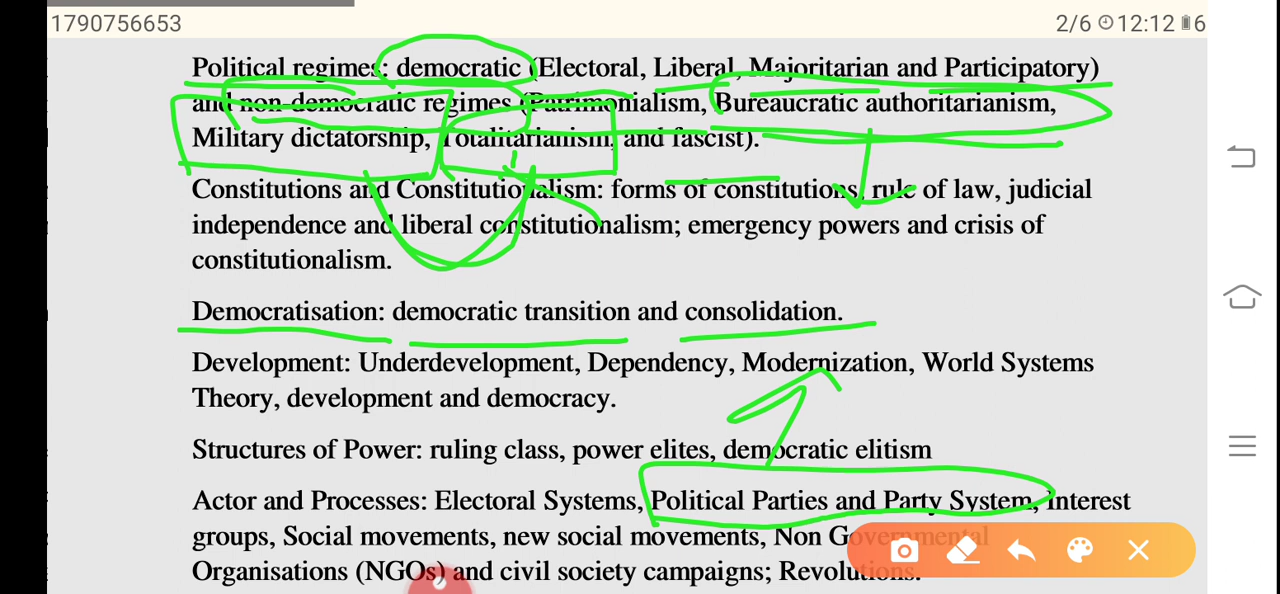 1790756653 2/6 12:12 6
Political regimes: democratic (Electoral, Liberal, Majoritarian and Participatory)
and non-democratic regimes (Patrimonialism, Bureaucratic authoritarianism,
Military dictatorship, Totalitarianism, and fascist).
Constitutions and Constitutionalism: forms of constitutions, rule of law, judicial
independence and liberal constitutionalism; emergency powers and crisis of
constitutionalism.
Democratisation: democratic transition and consolidation.
Development: Underdevelopment, Dependency, Modernization, World Systems
Theory, development and democracy.
Structures of Power: ruling class, power elites, democratic elitism
Actor and Processes: Electoral Systems, Political Parties and Party System, Interest
groups, Social movements, new social movements, Non Governmental
Organisations (NGOs) and civil society campaigns; Revolutions.